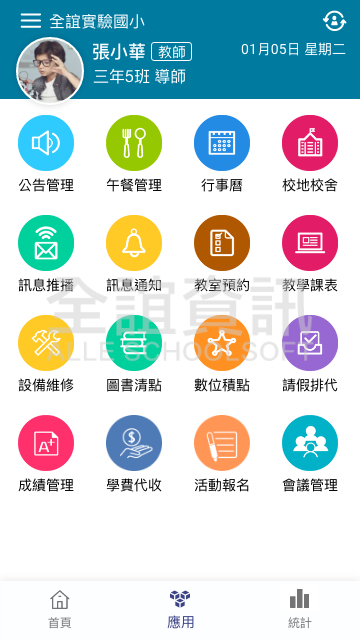 全誼實驗國小
張小華 教師
01月05日 星期二
三年5班 導師
公告管理 午餐管理 行事曆 校地校舍
訊息推播 訊息通知 教室預約 教學課表
全誼資訊
ALLE SCHOOLSOFT
設備維修 圖書清點 數位積點 請假排代
A+
$
成績管理 學費代收 活動報名 會議管理
首頁 應用 統計